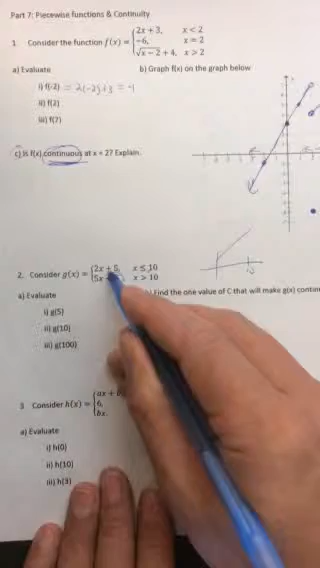 Part 7: Piecewise functions & Continuity
1. Consider the function f(x) = { 2x + 3, x < 2
-6, x = 2
√x − 2 + 4, x > 2
a) Evaluate b) Graph f(x) on the graph below
i) f(-2) = 2(-2)+3 = -1
ii) f(2)
iii) f(7)
c) Is f(x) continuous at x = 2? Explain.
2. Consider g(x) = { 2x + 5, x ≤ 10
5x x > 10
a) Evaluate Find the one value of C that will make g(x) contin
i) g(5)
ii) g(10)
iii) g(100)
3 Consider h(x) = { ax + b
6,
bx.
a) Evaluate
i) h(0)
ii) h(10)
iii) h(3)